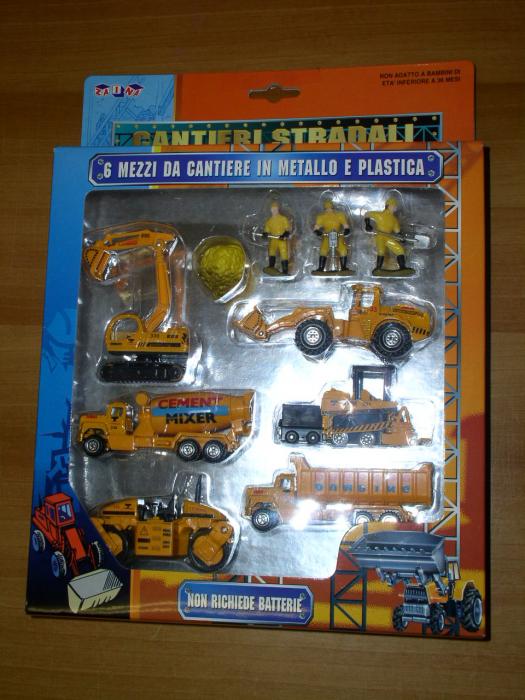 NON ADATTO A BAMBINI DI
ETA' INFERIORE A 36 MESI
CANTIERI STRADALI
6 MEZZI DA CANTIERE IN METALLO E PLASTICA
CEMENT
MIXER
NON RICHIEDE BATTERIE